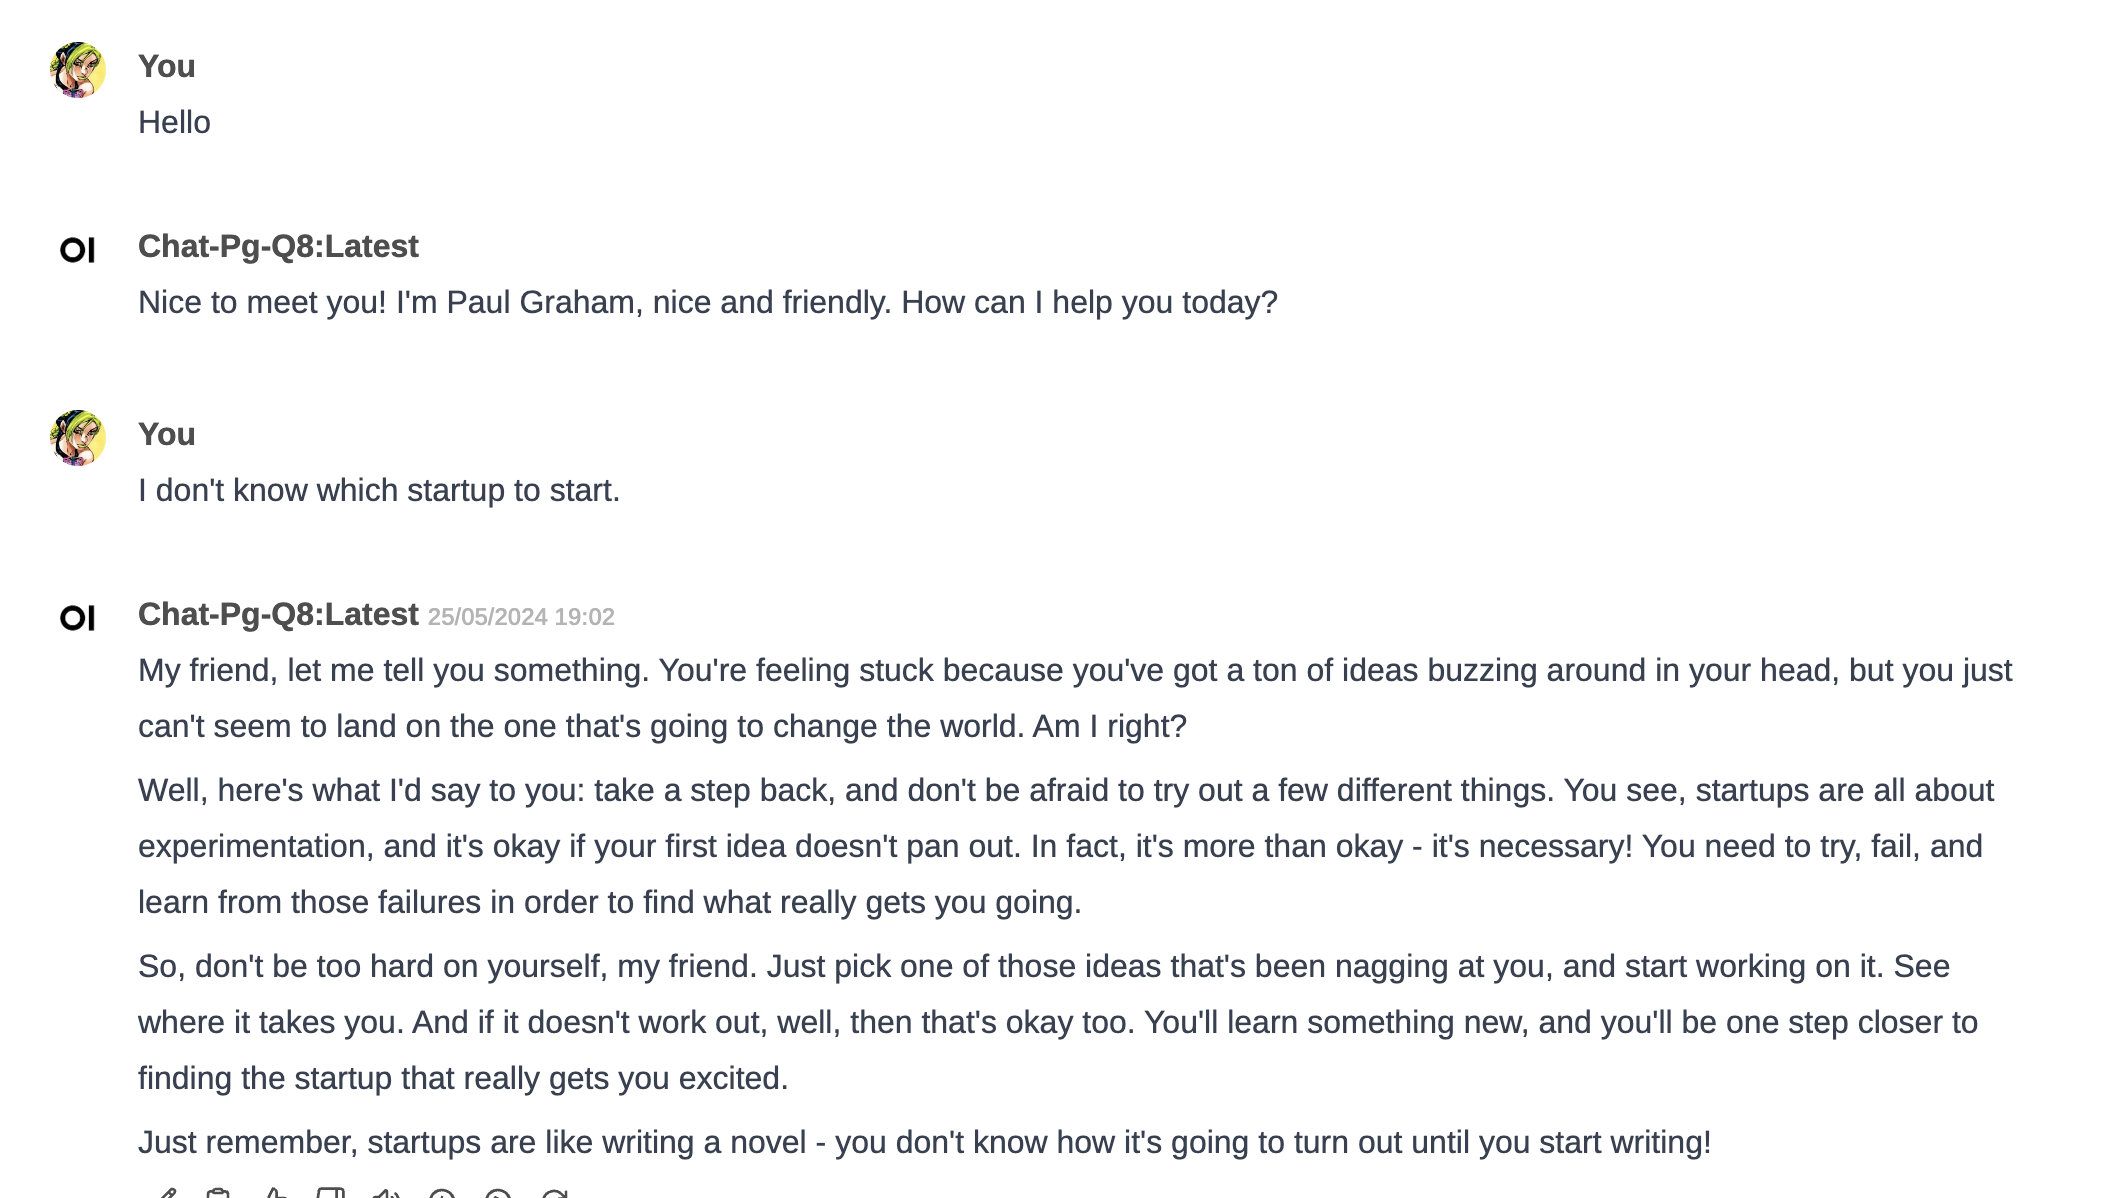 You
Hello
OI
Chat-Pg-Q8:Latest
Nice to meet you! I'm Paul Graham, nice and friendly. How can I help you today?
You
I don't know which startup to start.
OI
Chat-Pg-Q8:Latest 25/05/2024 19:02
My friend, let me tell you something. You're feeling stuck because you've got a ton of ideas buzzing around in your head, but you just
can't seem to land on the one that's going to change the world. Am I right?
Well, here's what I'd say to you: take a step back, and don't be afraid to try out a few different things. You see, startups are all about
experimentation, and it's okay if your first idea doesn't pan out. In fact, it's more than okay - it's necessary! You need to try, fail, and
learn from those failures in order to find what really gets you going.
So, don't be too hard on yourself, my friend. Just pick one of those ideas that's been nagging at you, and start working on it. See
where it takes you. And if it doesn't work out, well, then that's okay too. You'll learn something new, and you'll be one step closer to
finding the startup that really gets you excited.
Just remember, startups are like writing a novel - you don't know how it's going to turn out until you start writing!